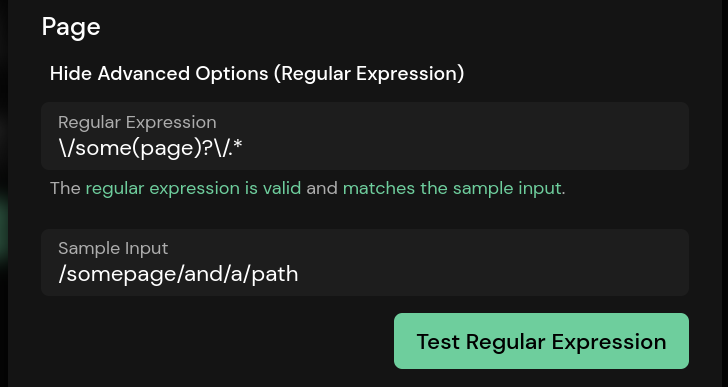 Page
Hide Advanced Options (Regular Expression)
Regular Expression
\/some(page)?\/.*
The regular expression is valid and matches the sample input.
Sample Input
/somepage/and/a/path
Test Regular Expression